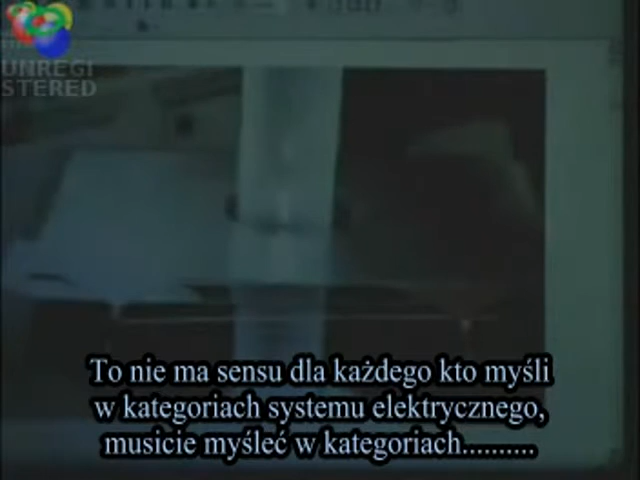 UNREGI
STERED
To nie ma sensu dla każdego kto myśli
w kategoriach systemu elektrycznego,
musicie myśleć w kategoriach..........